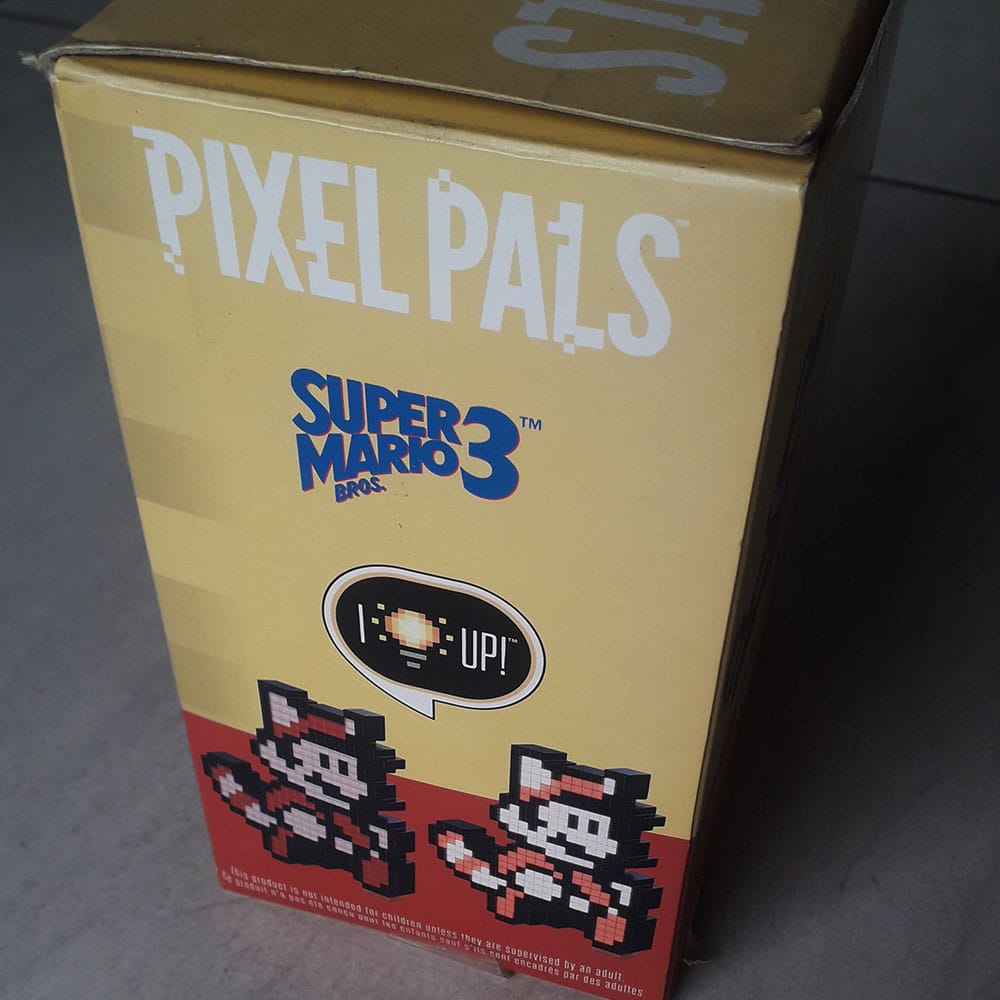 PIXEL PALS™
SUPER
MARIO 3™
BROS.
I UP!™
This product is not intended for children unless they are supervised by an adult.
Ce produit n'a pas été conçu pour les enfants sauf s'ils sont encadrés par des adultes